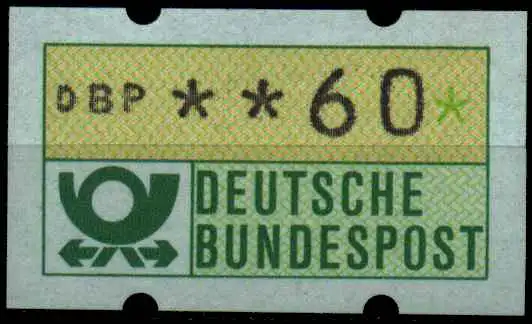 DBP **60*
DEUTSCHE
BUNDESPOST